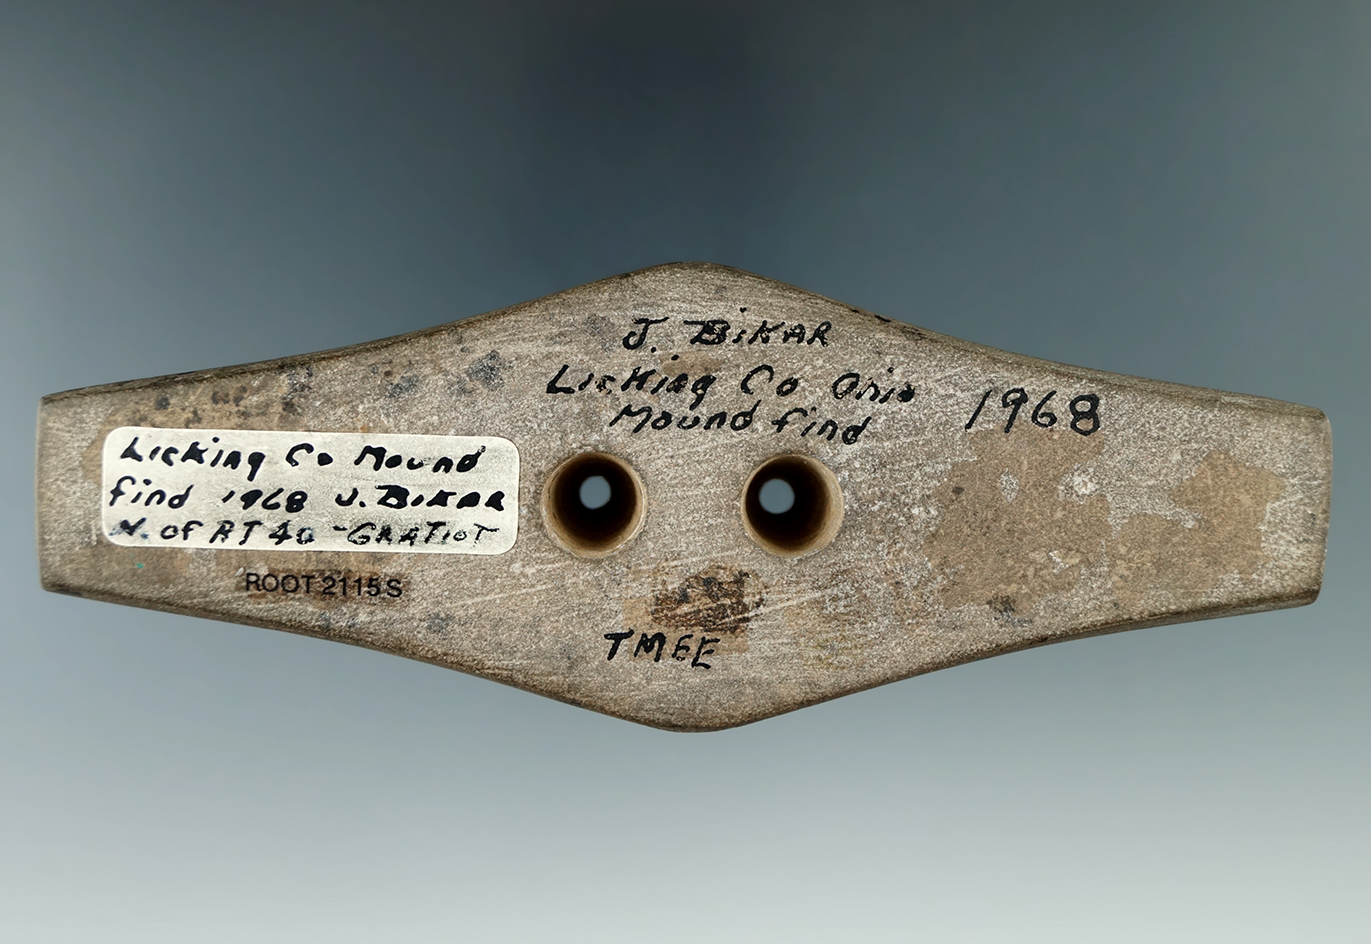 J. BIKAR
Licking Co Ohio
Mound find
1968
Licking Co Mound
find 1968 J. BIKAR
N. of RT 40 - GRATIOT
ROOT 2115 S
TMEE